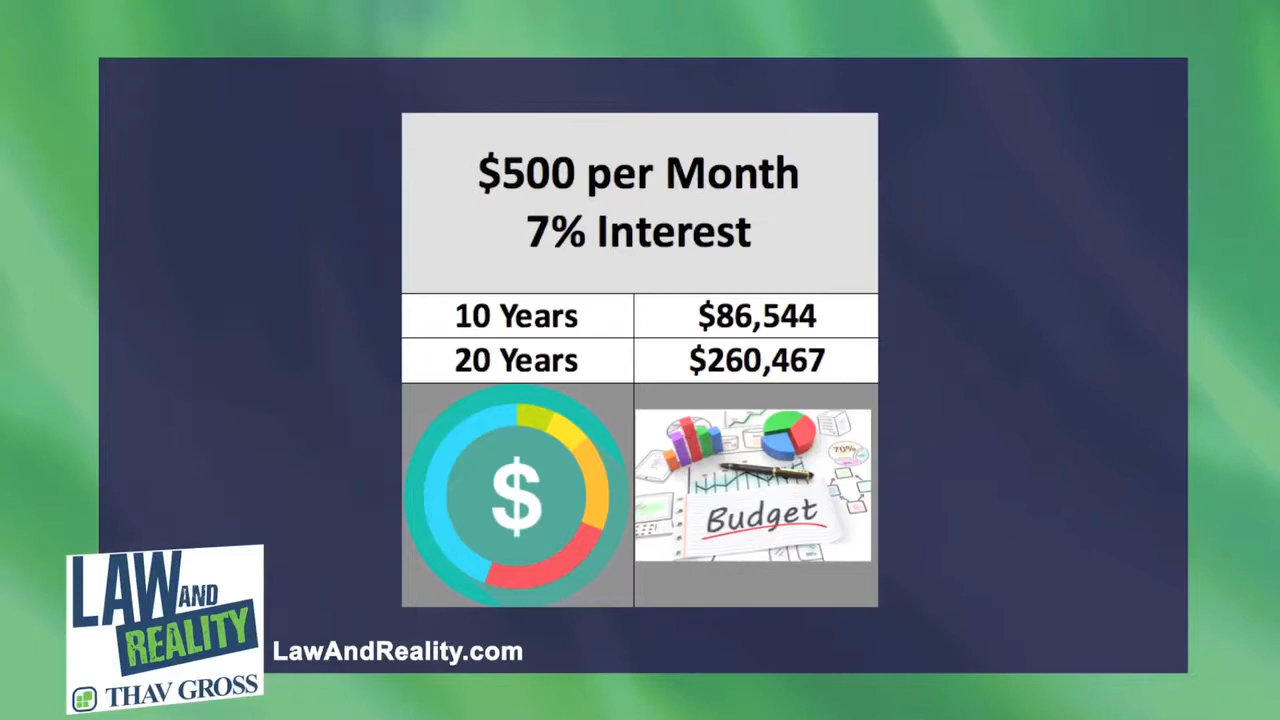 $500 per Month
7% Interest
10 Years $86,544
20 Years $260,467
$
70%
Budget
LAW AND
REALITY
THAV GROSS
LawAndReality.com